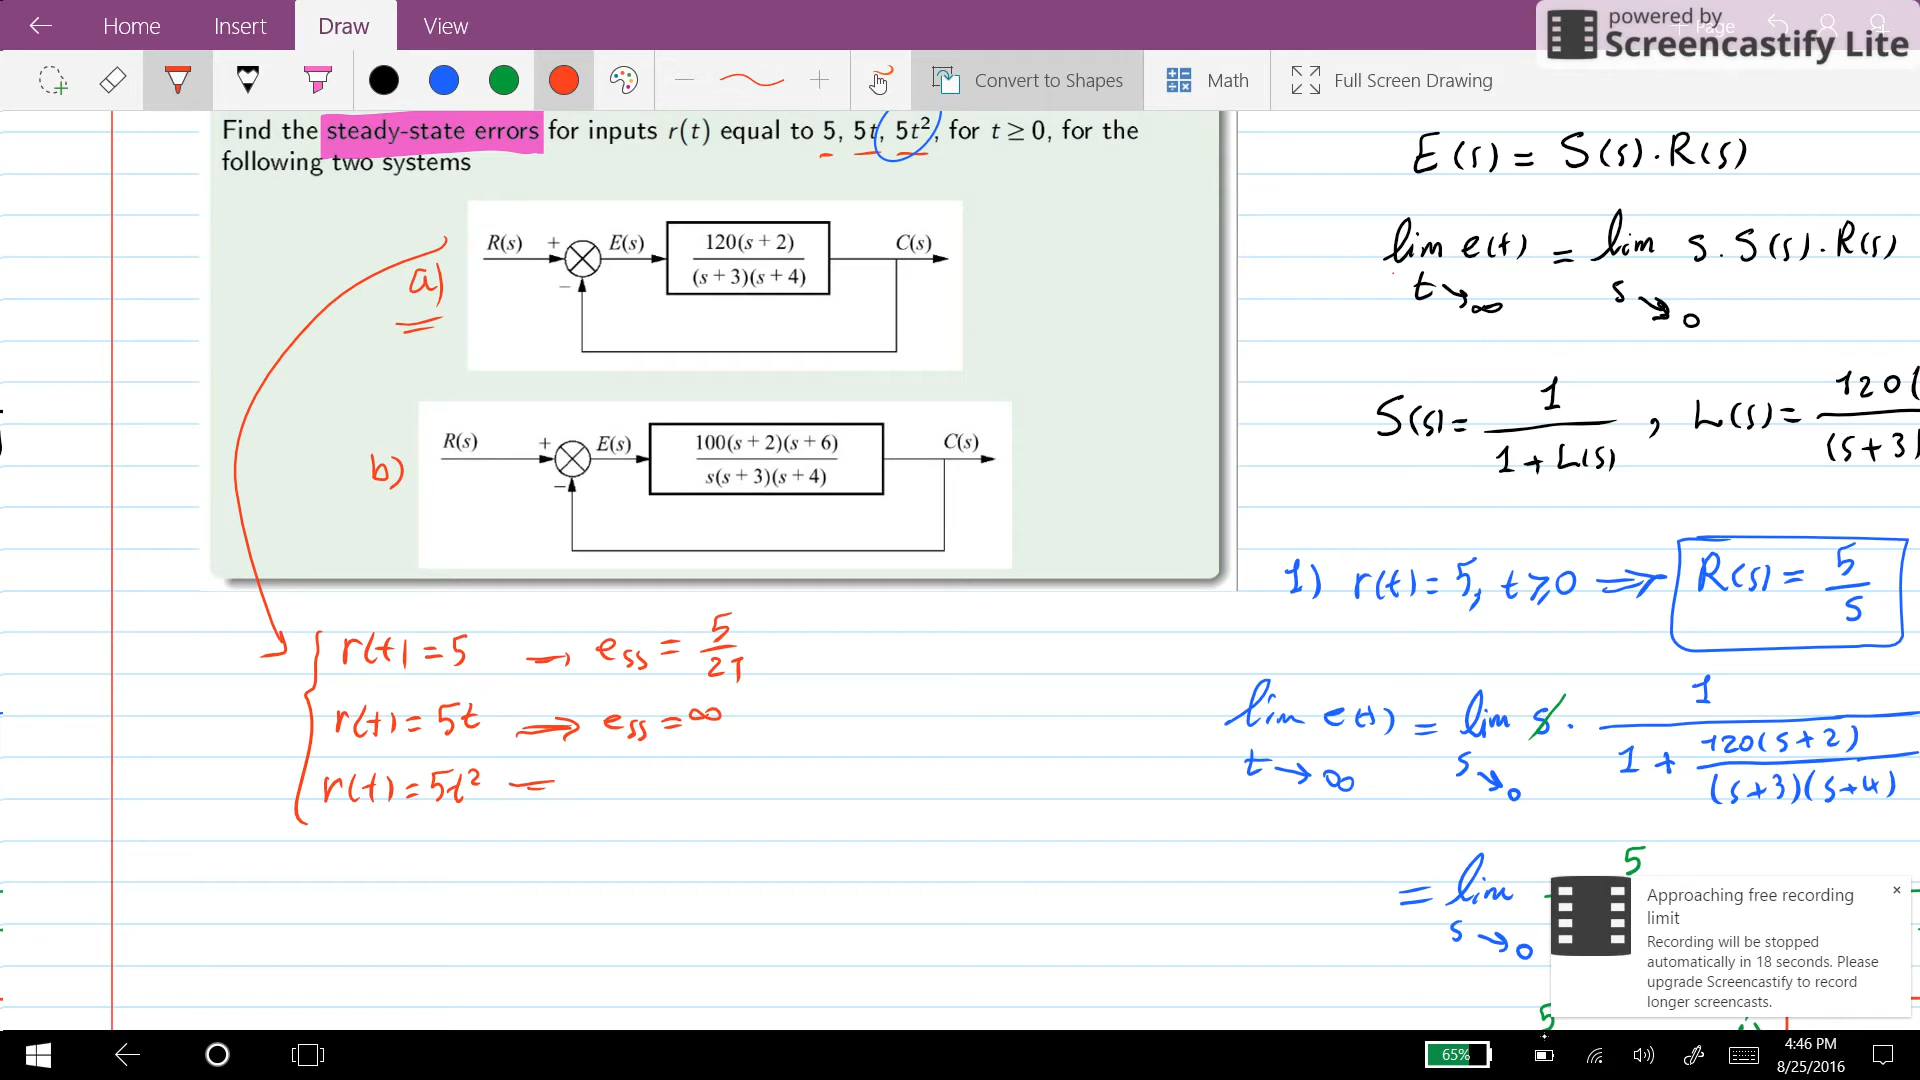 Home Insert Draw View
powered by
Screencastify Lite
Convert to Shapes Math Full Screen Drawing
Find the steady-state errors for inputs r(t) equal to 5, 5t, 5t², for t ≥ 0, for the
following two systems
a)
R(s) + − E(s) 120(s + 2) / (s + 3)(s + 4) C(s)
b)
R(s) + − E(s) 100(s + 2)(s + 6) / s(s + 3)(s + 4) C(s)
r(t) = 5 → ess = 5/21
r(t) = 5t ⇒ ess = ∞
r(t) = 5t² =
E(s) = S(s).R(s)
lim e(t) = lim s.S(s).R(s)
t→∞ s→0
S(s) = 1 / 1+L(s) , L(s) = 120( / (s+3)
1) r(t) = 5, t ≥ 0 ⇒ R(s) = 5/s
lim e(t) = lim s . 1 / 1 + 120(s+2) / (s+3)(s+4)
t→∞ s→0
= lim 5
s→0
5
Approaching free recording
limit
Recording will be stopped
automatically in 18 seconds. Please
upgrade Screencastify to record
longer screencasts.
65%
4:46 PM
8/25/2016